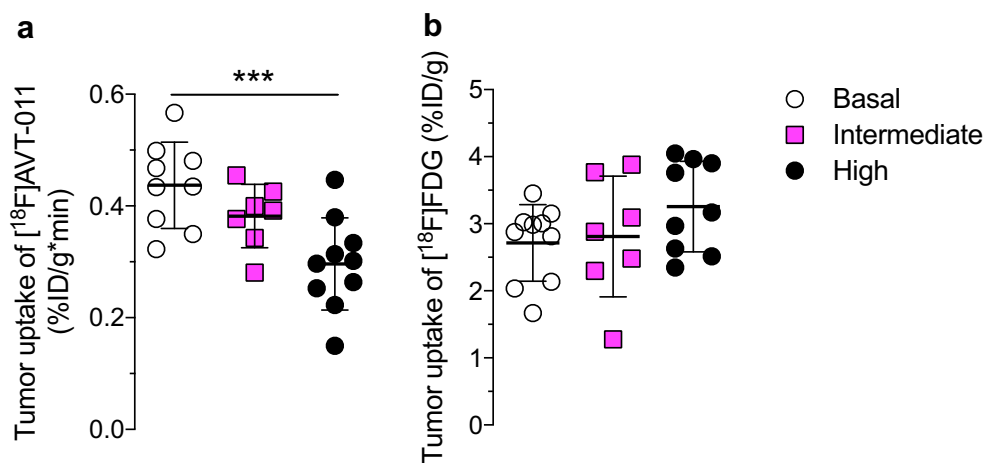 a
Tumor uptake of [¹⁸F]AVT-011
(%ID/g*min)
0.6
0.4
0.2
0.0
***
b
Tumor uptake of [¹⁸F]FDG (%ID/g)
5
4
3
2
1
0
Basal
Intermediate
High